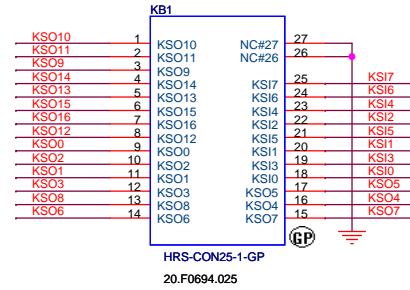 KB1
KSO10 1 KSO10 NC#27 27
KSO11 2 KSO11 NC#26 26
KSO9 3 KSO9
KSO14 4 KSO14 KSI7 25 KSI7
KSO13 5 KSO13 KSI6 24 KSI6
KSO15 6 KSO15 KSI4 23 KSI4
KSO16 7 KSO16 KSI2 22 KSI2
KSO12 8 KSO12 KSI5 21 KSI5
KSO0 9 KSO0 KSI1 20 KSI1
KSO2 10 KSO2 KSI3 19 KSI3
KSO1 11 KSO1 KSI0 18 KSI0
KSO3 12 KSO3 KSO5 17 KSO5
KSO8 13 KSO8 KSO4 16 KSO4
KSO6 14 KSO6 KSO7 15 KSO7
GP
HRS-CON25-1-GP
20.F0694.025